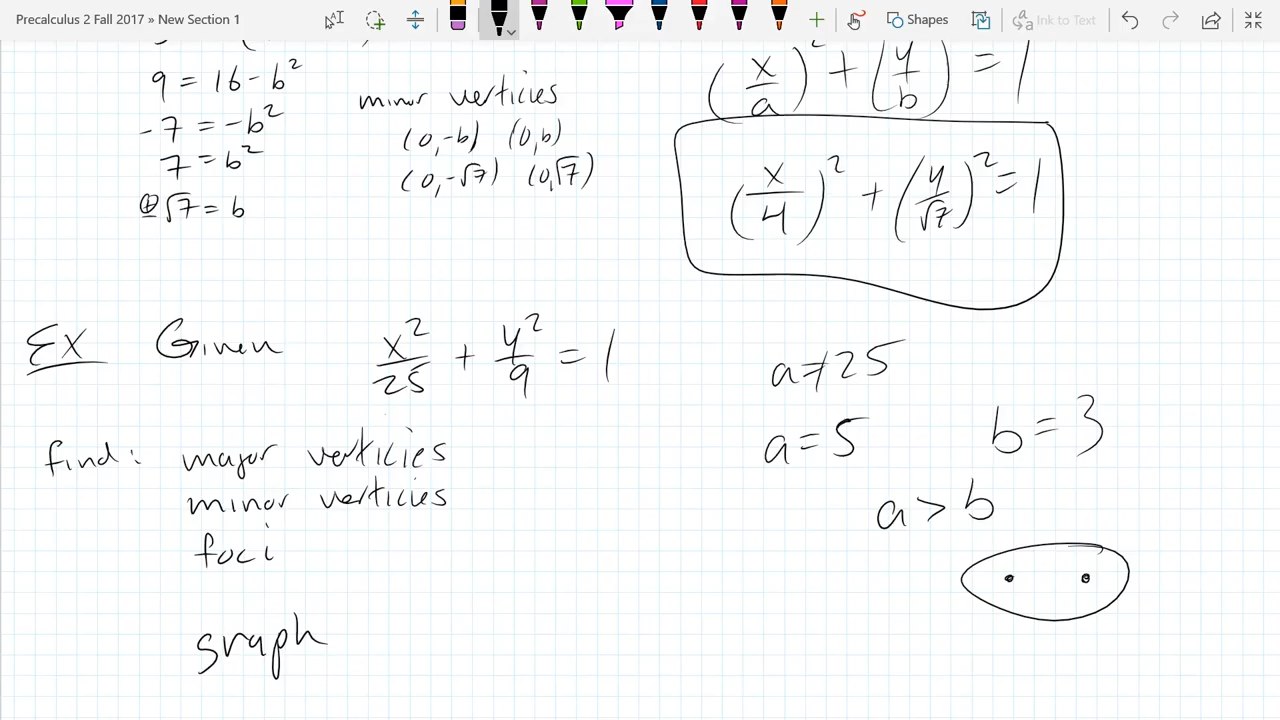 Precalculus 2 Fall 2017 » New Section 1
Shapes
Ink to Text
9 = 16 - b²
-7 = -b²
7 = b²
⊕√7 = b
minor verticies
(0,-b) (0,b)
(0,-√7) (0,√7)
(x/a)² + (y/b)² = 1
(x/4)² + (y/√7)² = 1
Ex Given x²/25 + y²/9 = 1
find: major verticies
minor verticies
foci
graph
a≠25
a=5 b=3
a>b